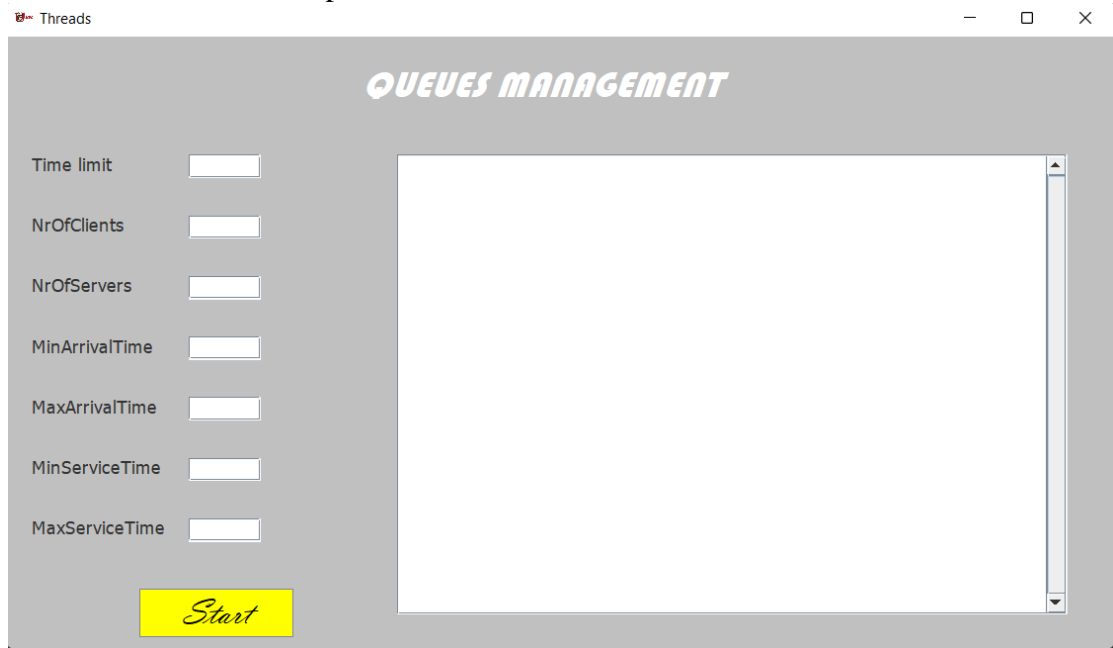 Threads
QUEUES MANAGEMENT
Time limit
NrOfClients
NrOfServers
MinArrivalTime
MaxArrivalTime
MinServiceTime
MaxServiceTime
Start